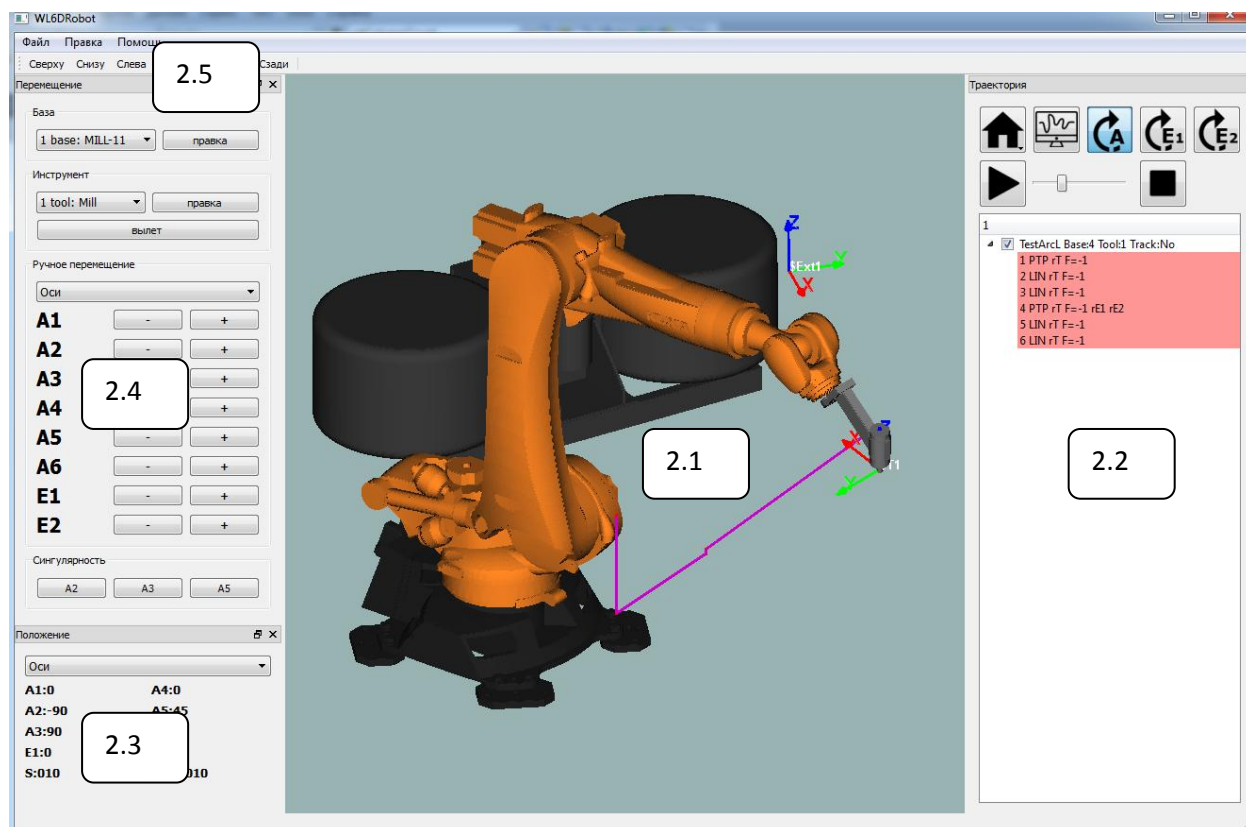 WL6DRobot
Файл Правка Помощь
Сверху Снизу Слева Сзади
2.5
Перемещение
База
1 base: MILL-11 правка
Инструмент
1 tool: Mill правка
вылет
Ручное перемещение
Оси
A1 - +
A2 - +
A3 +
A4 +
A5 - +
A6 - +
E1 - +
E2 - +
2.4
Сингулярность
A2 A3 A5
Положение
Оси
A1:0 A4:0
A2:-90 A5:45
A3:90
E1:0
S:010 010
2.3
Z
Y
X
$Ext1
2.1
X
Z
Y
T1
Траектория
A E1 E2
1
TestArcL Base:4 Tool:1 Track:No
1 PTP rT F=-1
2 LIN rT F=-1
3 LIN rT F=-1
4 PTP rT F=-1 rE1 rE2
5 LIN rT F=-1
6 LIN rT F=-1
2.2